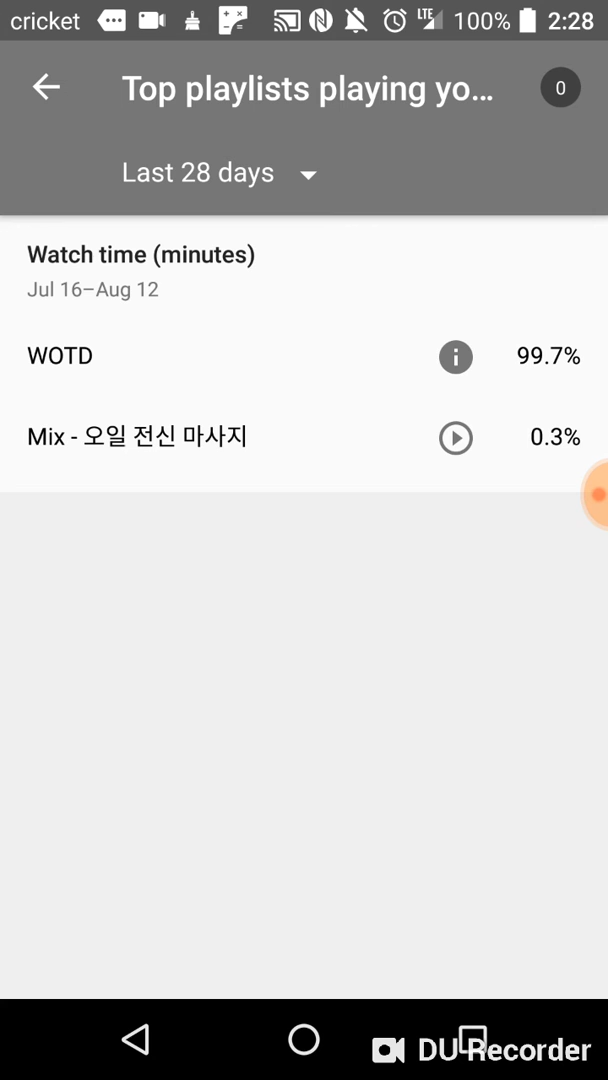 cricket LTE 100% 2:28
Top playlists playing yo... 0
Last 28 days
Watch time (minutes)
Jul 16–Aug 12
WOTD 99.7%
Mix - 오일 전신 마사지 0.3%
DU Recorder